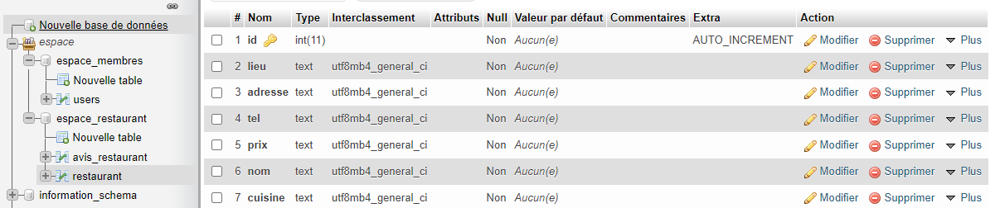 Nouvelle base de données
espace
espace_membres
Nouvelle table
users
espace_restaurant
Nouvelle table
avis_restaurant
restaurant
information_schema
# Nom Type Interclassement Attributs Null Valeur par défaut Commentaires Extra Action
1 id int(11) Non Aucun(e) AUTO_INCREMENT Modifier Supprimer Plus
2 lieu text utf8mb4_general_ci Non Aucun(e) Modifier Supprimer Plus
3 adresse text utf8mb4_general_ci Non Aucun(e) Modifier Supprimer Plus
4 tel text utf8mb4_general_ci Non Aucun(e) Modifier Supprimer Plus
5 prix text utf8mb4_general_ci Non Aucun(e) Modifier Supprimer Plus
6 nom text utf8mb4_general_ci Non Aucun(e) Modifier Supprimer Plus
7 cuisine text utf8mb4_general_ci Non Aucun(e) Modifier Supprimer Plus